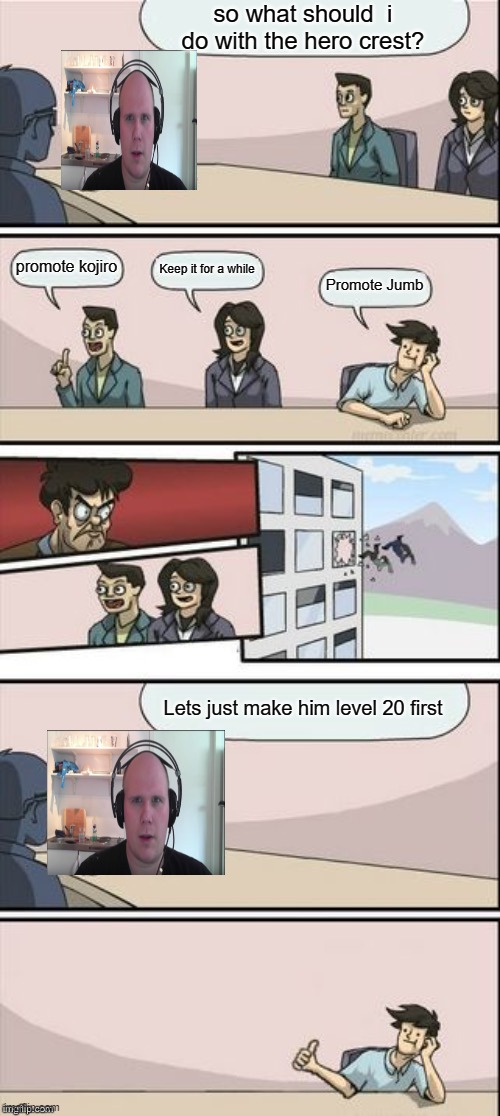 so what should i
do with the hero crest?
promote kojiro
Keep it for a while
Promote Jumb
Lets just make him level 20 first
imgflip.com